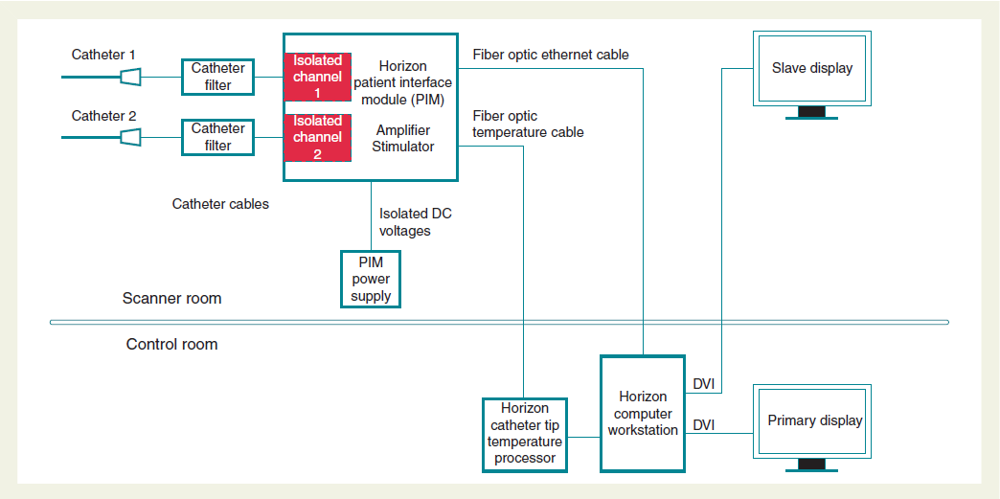 Catheter 1
Catheter
filter
Isolated
channel
1
Horizon
patient interface
module (PIM)
Fiber optic ethernet cable
Slave display
Catheter 2
Catheter
filter
Isolated
channel
2
Amplifier
Stimulator
Fiber optic
temperature cable
Catheter cables
Isolated DC
voltages
PIM
power
supply
Scanner room
Control room
Horizon
catheter tip
temperature
processor
Horizon
computer
workstation
DVI
DVI
Primary display